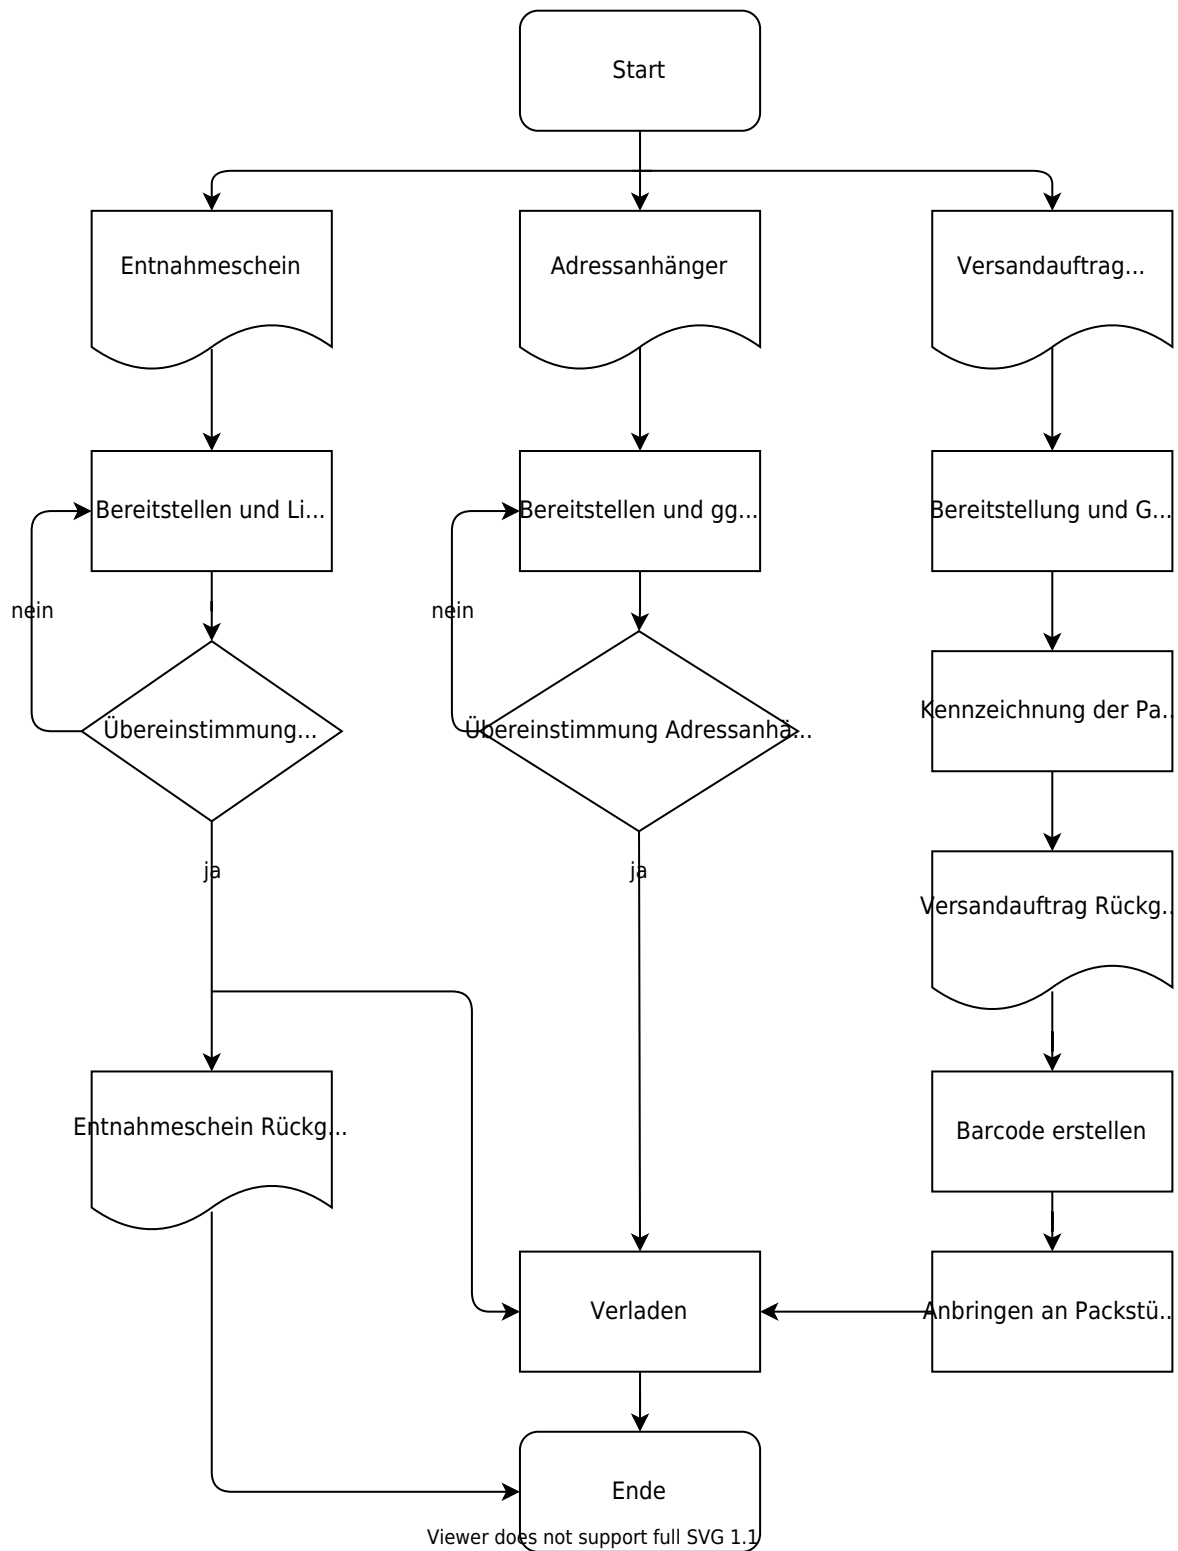 Start
Entnahmeschein
Adressanhänger
Versandauftrag...
Bereitstellen und Li...
Bereitstellen und gg...
Bereitstellung und G...
nein
nein
Übereinstimmung...
Übereinstimmung Adressanhä...
Kennzeichnung der Pa...
ja
ja
Versandauftrag Rückg...
Entnahmeschein Rückg...
Barcode erstellen
Verladen
Anbringen an Packstü...
Ende
Viewer does not support full SVG 1.1